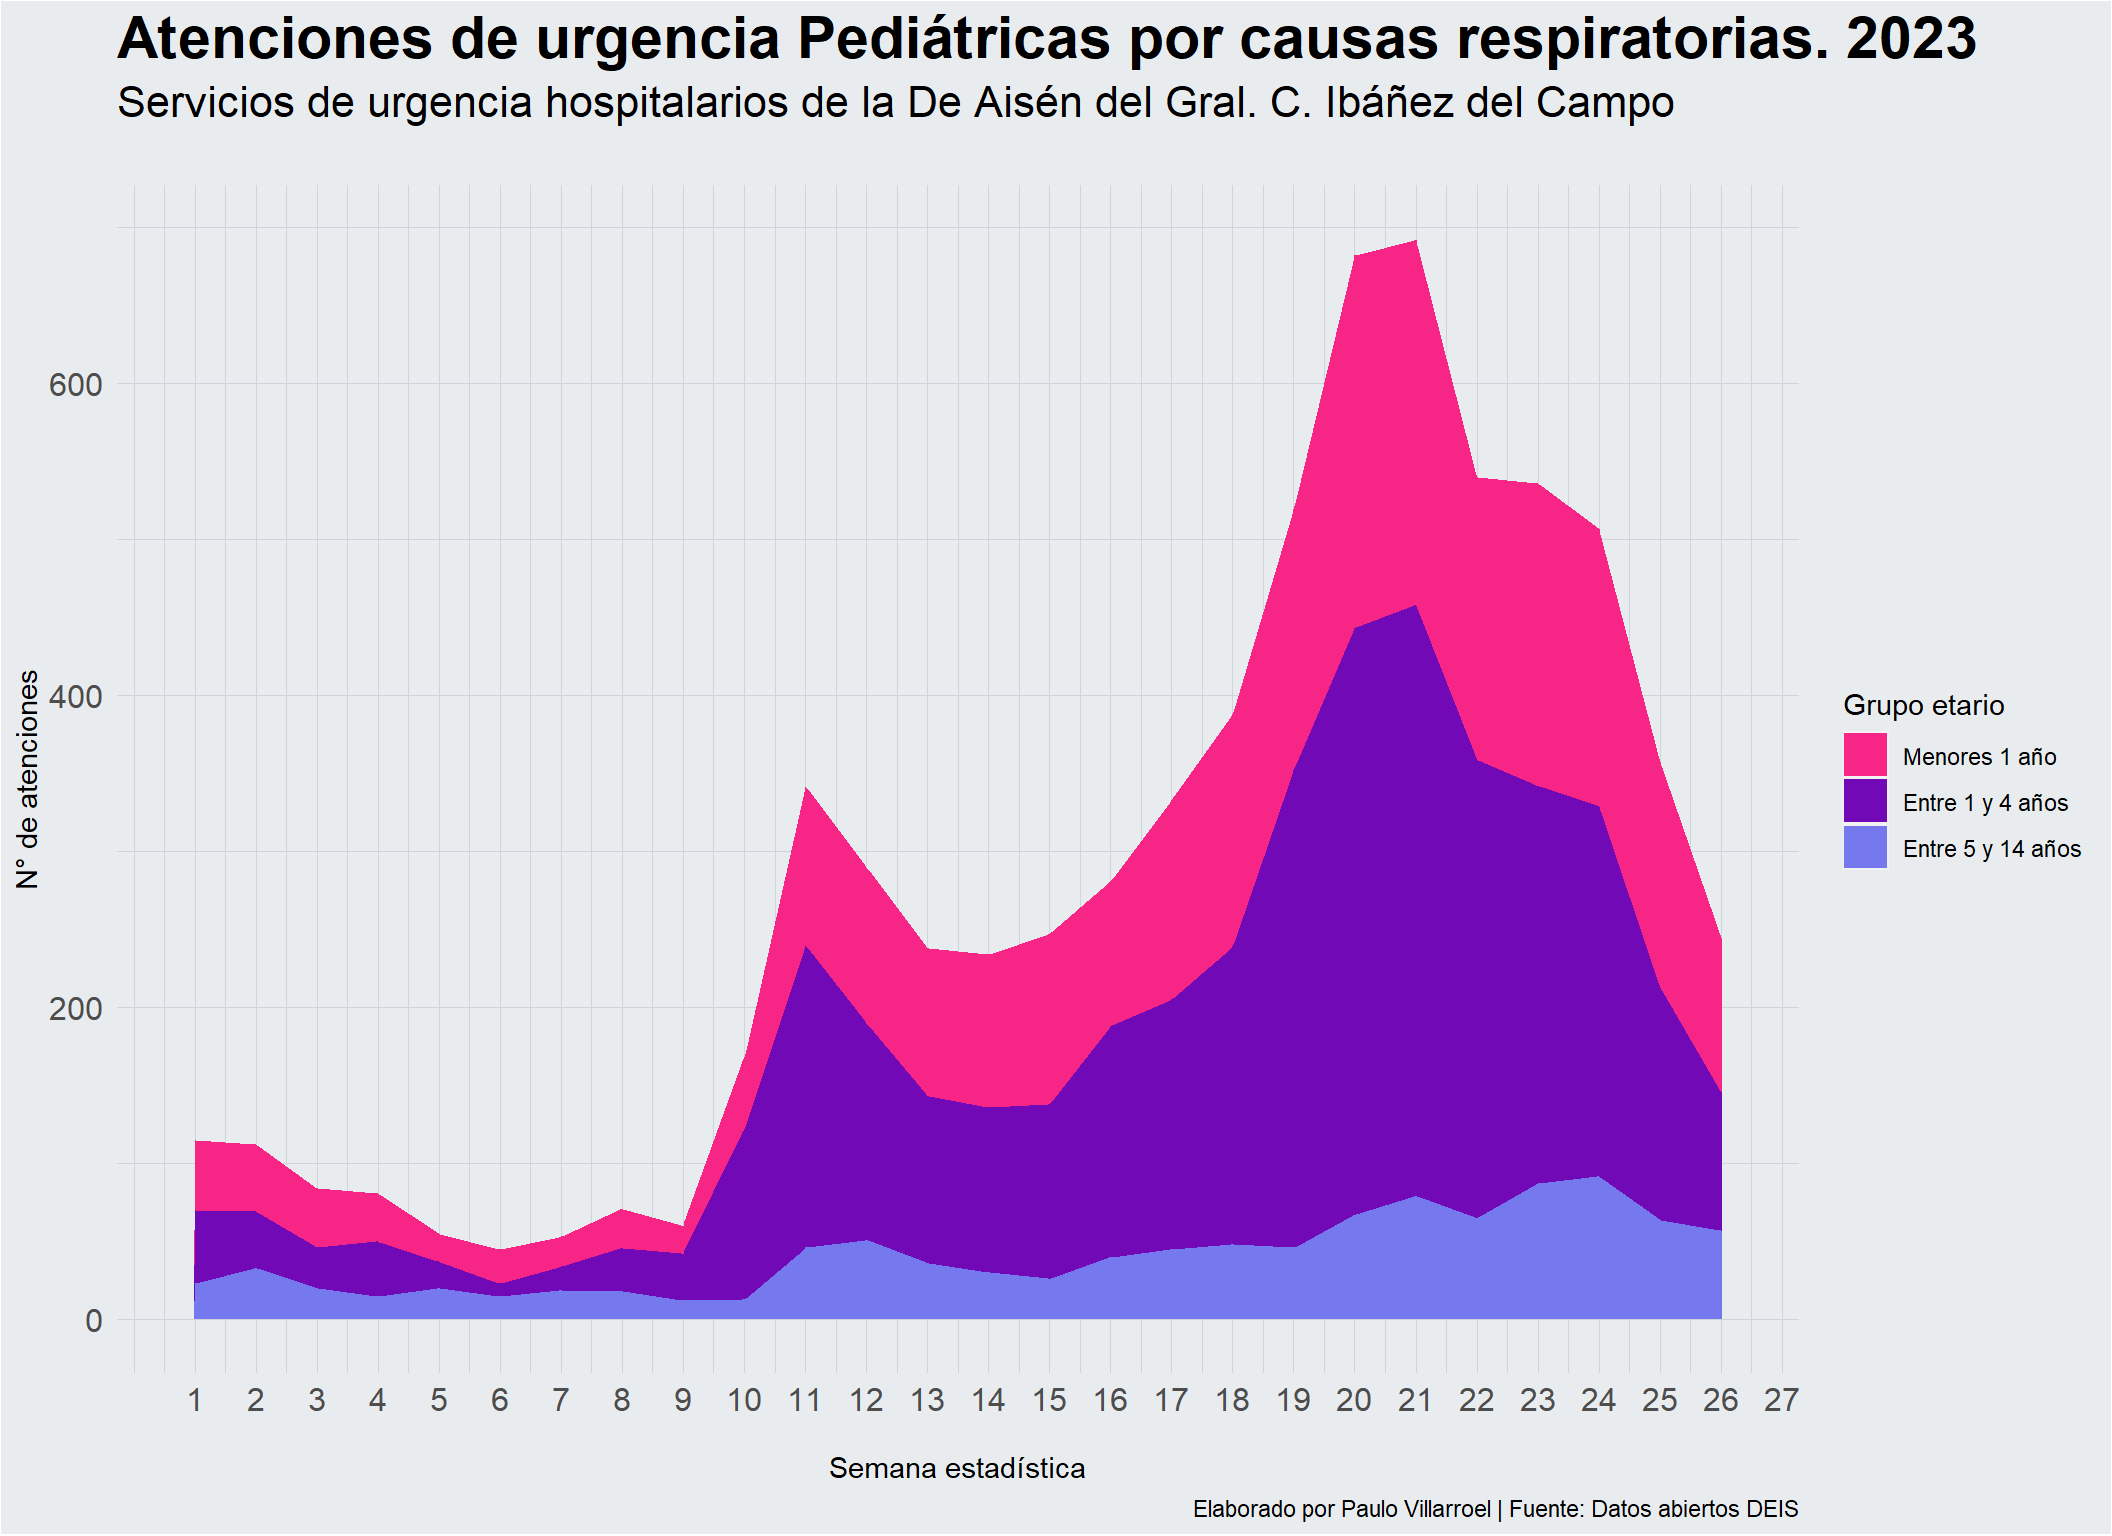 Atenciones de urgencia Pediátricas por causas respiratorias. 2023
Servicios de urgencia hospitalarios de la De Aisén del Gral. C. Ibáñez del Campo
N° de atenciones
600
400
200
0
1 2 3 4 5 6 7 8 9 10 11 12 13 14 15 16 17 18 19 20 21 22 23 24 25 26 27
Semana estadística
Grupo etario
Menores 1 año
Entre 1 y 4 años
Entre 5 y 14 años
Elaborado por Paulo Villarroel | Fuente: Datos abiertos DEIS